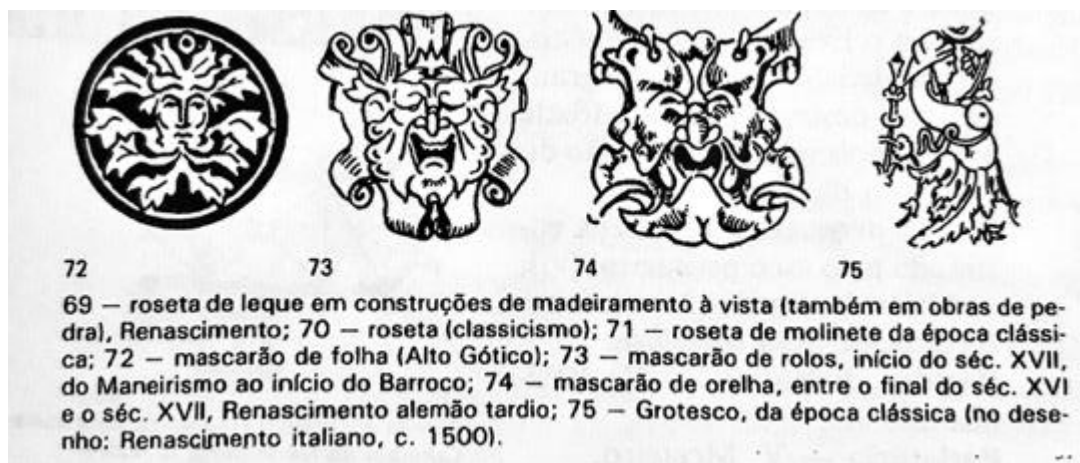 72 73 74 75
69 — roseta de leque em construções de madeiramento à vista (também em obras de pe-
dra), Renascimento; 70 — roseta (classicismo); 71 — roseta de molinete da época clássi-
ca; 72 — mascarão de folha (Alto Gótico); 73 — mascarão de rolos, início do séc. XVII,
do Maneirismo ao início do Barroco; 74 — mascarão de orelha, entre o final do séc. XVI
e o séc. XVII, Renascimento alemão tardio; 75 — Grotesco, da época clássica (no dese-
nho: Renascimento italiano, c. 1500).